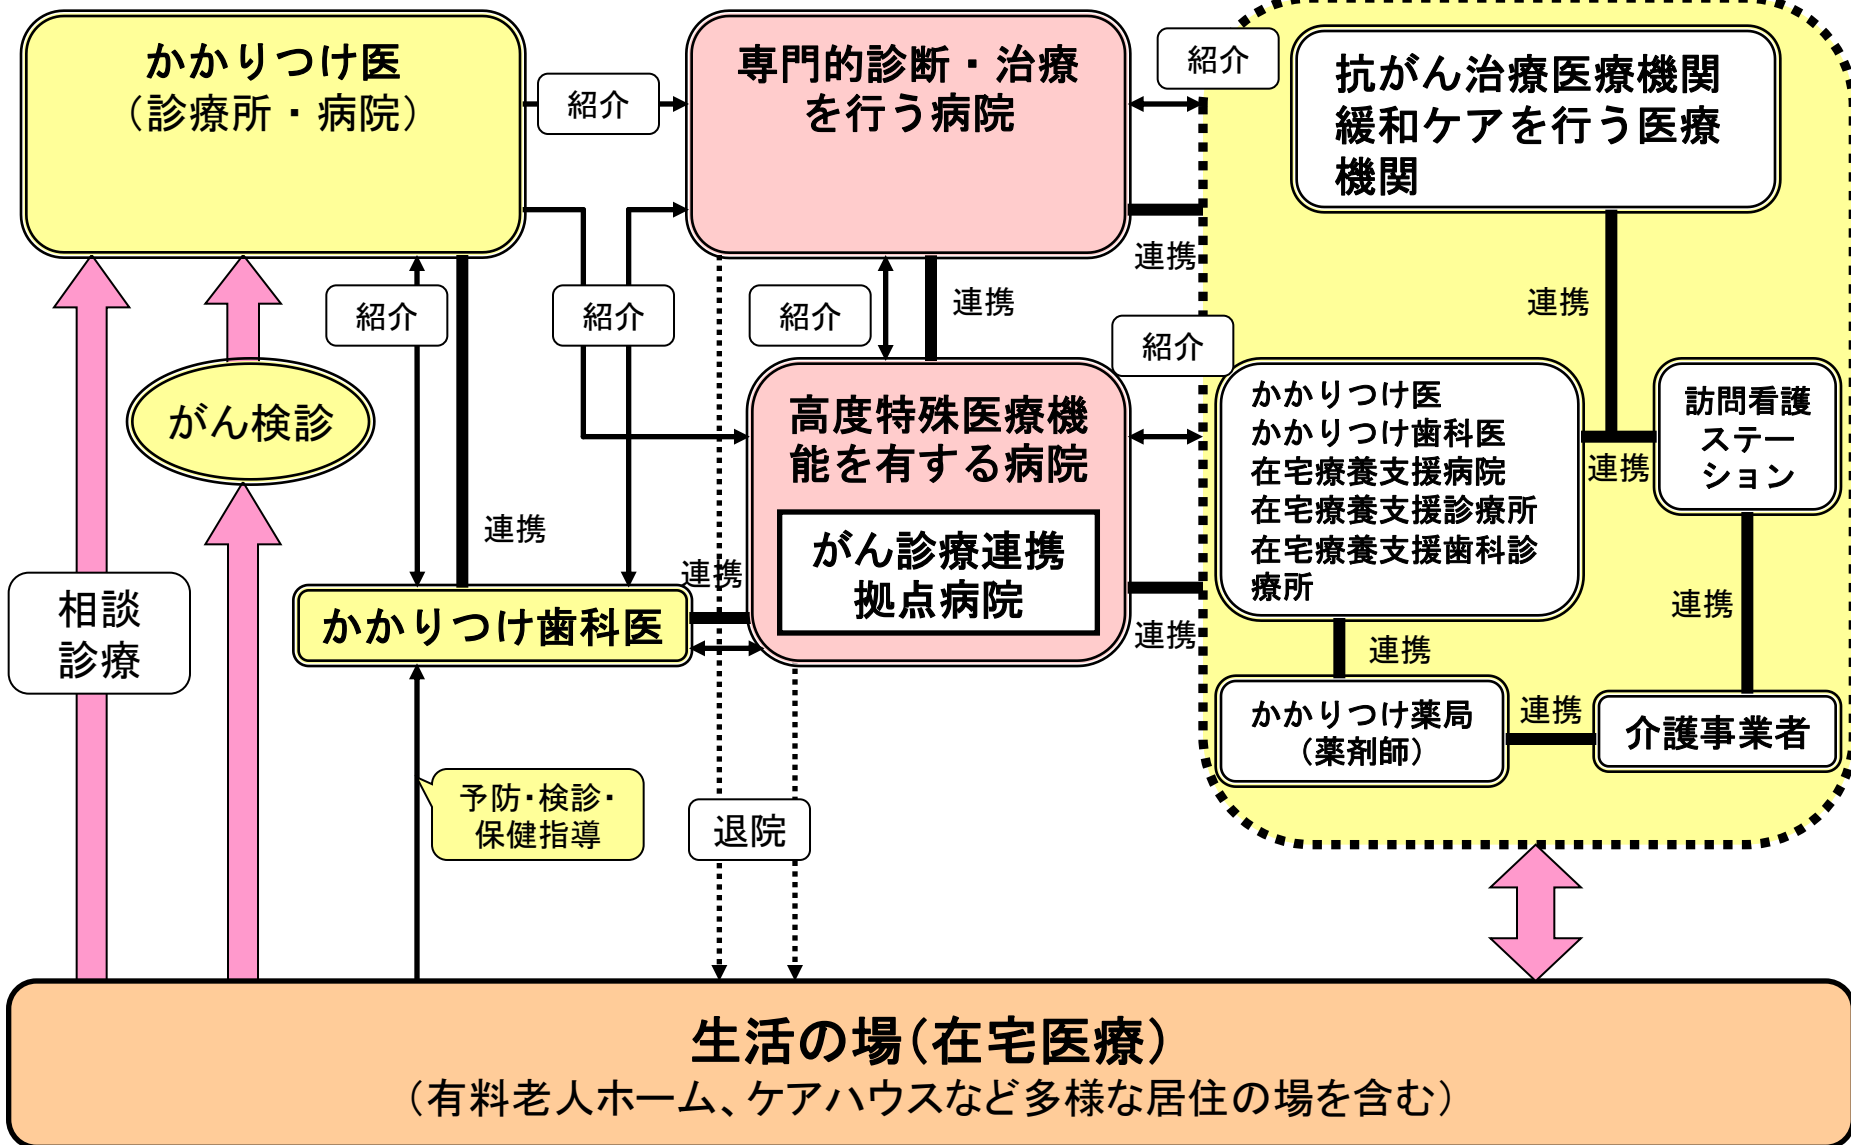 かかりつけ医
（診療所・病院）
紹介
専門的診断・治療
を行う病院
紹介
抗がん治療医療機関
緩和ケアを行う医療
機関
連携
連携
紹介
紹介
紹介
連携
紹介
がん検診
連携
高度特殊医療機
能を有する病院
がん診療連携
拠点病院
かかりつけ医
かかりつけ歯科医
在宅療養支援病院
在宅療養支援診療所
在宅療養支援歯科診
療所
連携
訪問看護
ステー
ション
相談
診療
かかりつけ歯科医
連携
連携
連携
連携
かかりつけ薬局
（薬剤師）
連携
介護事業者
予防・検診・
保健指導
退院
生活の場（在宅医療）
（有料老人ホーム、ケアハウスなど多様な居住の場を含む）